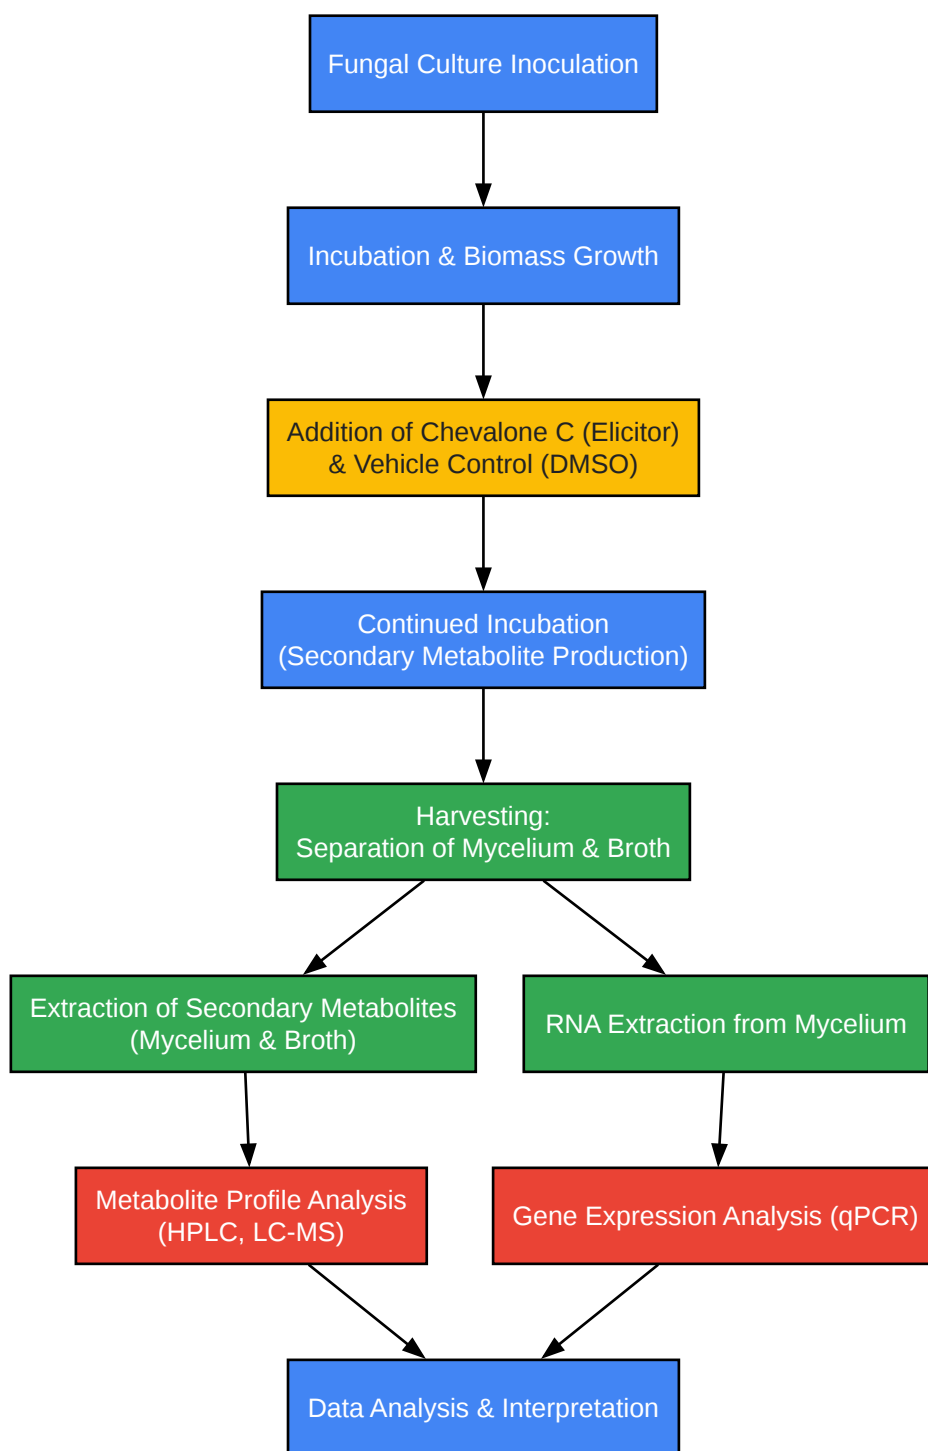 Fungal Culture Inoculation
Incubation & Biomass Growth
Addition of Chevalone C (Elicitor)
& Vehicle Control (DMSO)
Continued Incubation
(Secondary Metabolite Production)
Harvesting:
Separation of Mycelium & Broth
Extraction of Secondary Metabolites
(Mycelium & Broth)
RNA Extraction from Mycelium
Metabolite Profile Analysis
(HPLC, LC-MS)
Gene Expression Analysis (qPCR)
Data Analysis & Interpretation